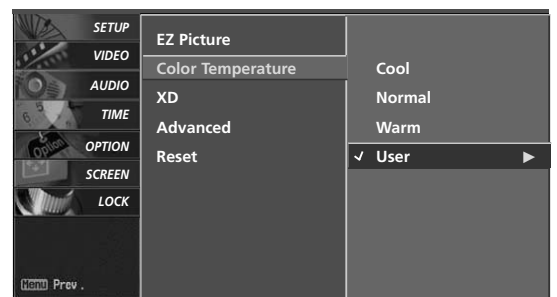 SETUP
VIDEO
AUDIO
TIME
OPTION
SCREEN
LOCK
Menu Prev.
EZ Picture
Color Temperature
XD
Advanced
Reset
Cool
Normal
Warm
✓ User ►